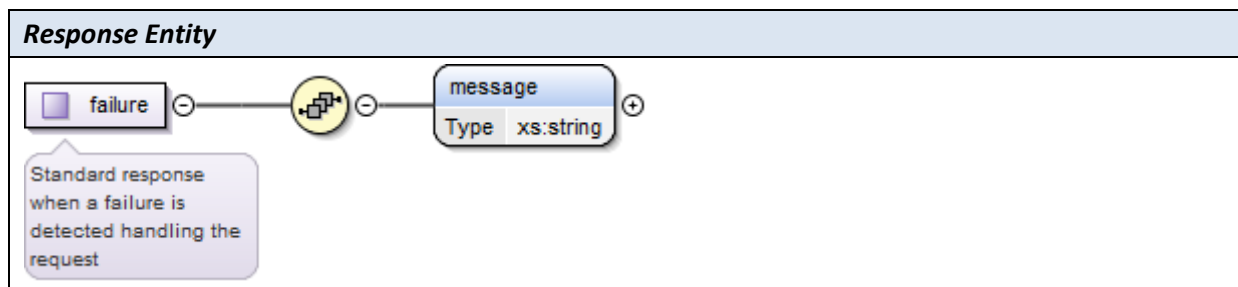 Response Entity
failure
message
Type xs:string
Standard response
when a failure is
detected handling the
request